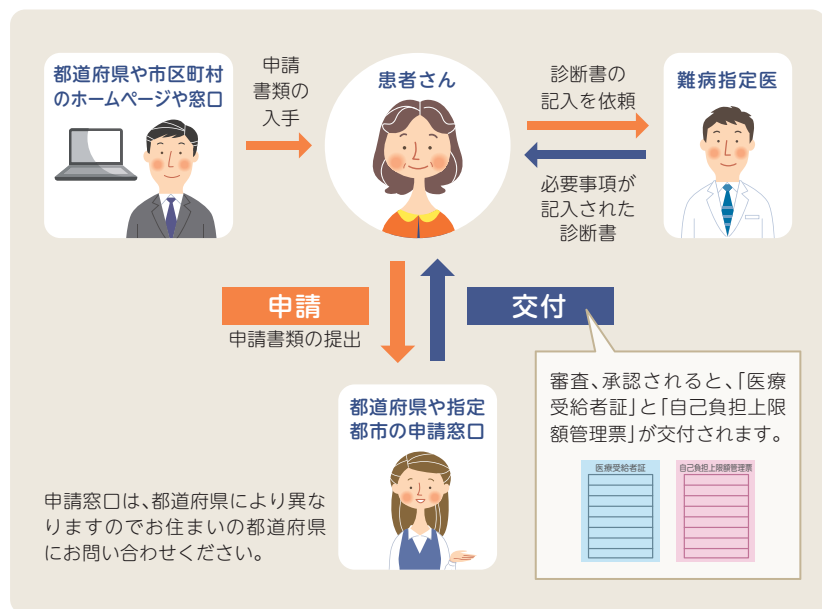 都道府県や市区町村
のホームページや窓口
申請
書類の
入手
患者さん
診断書の
記入を依頼
難病指定医
必要事項が
記入された
診断書
申請
申請書類の提出
交付
審査、承認されると、「医療
受給者証」と「自己負担上限
額管理票」が交付されます。
医療受給者証
自己負担上限額管理票
都道府県や指定
都市の申請窓口
申請窓口は、都道府県により異な
りますのでお住まいの都道府県
にお問い合わせください。